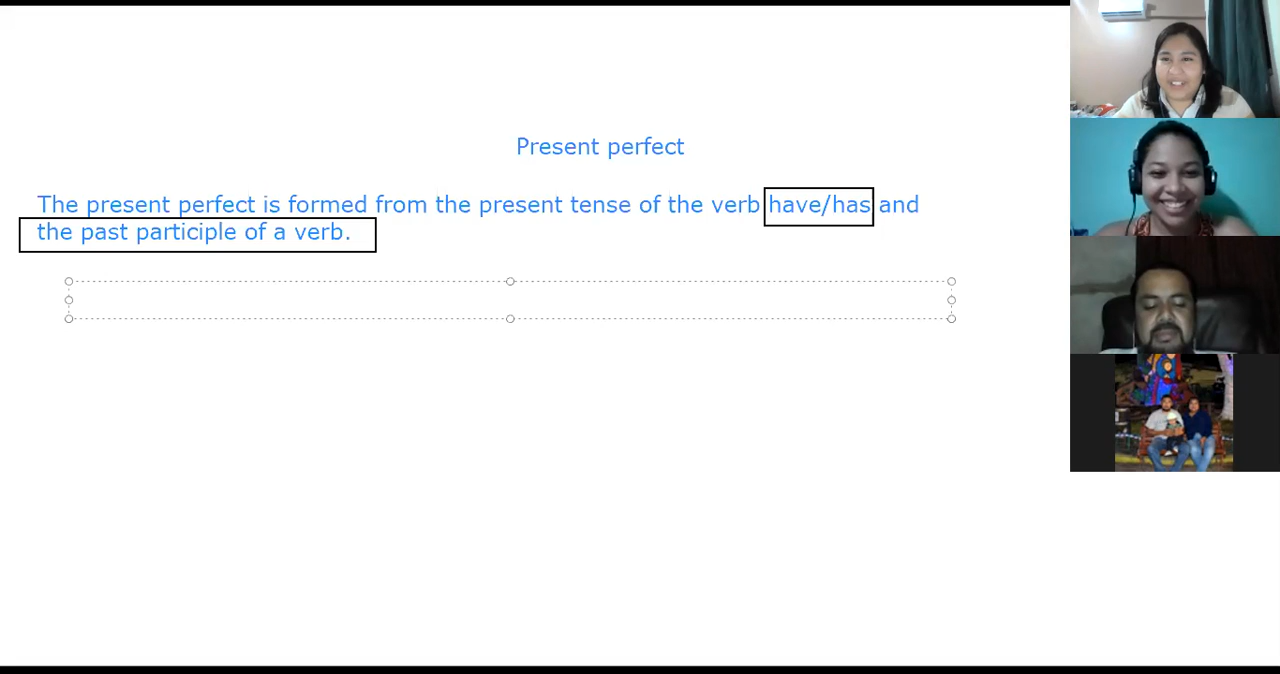 Present perfect
The present perfect is formed from the present tense of the verb have/has and
the past participle of a verb.